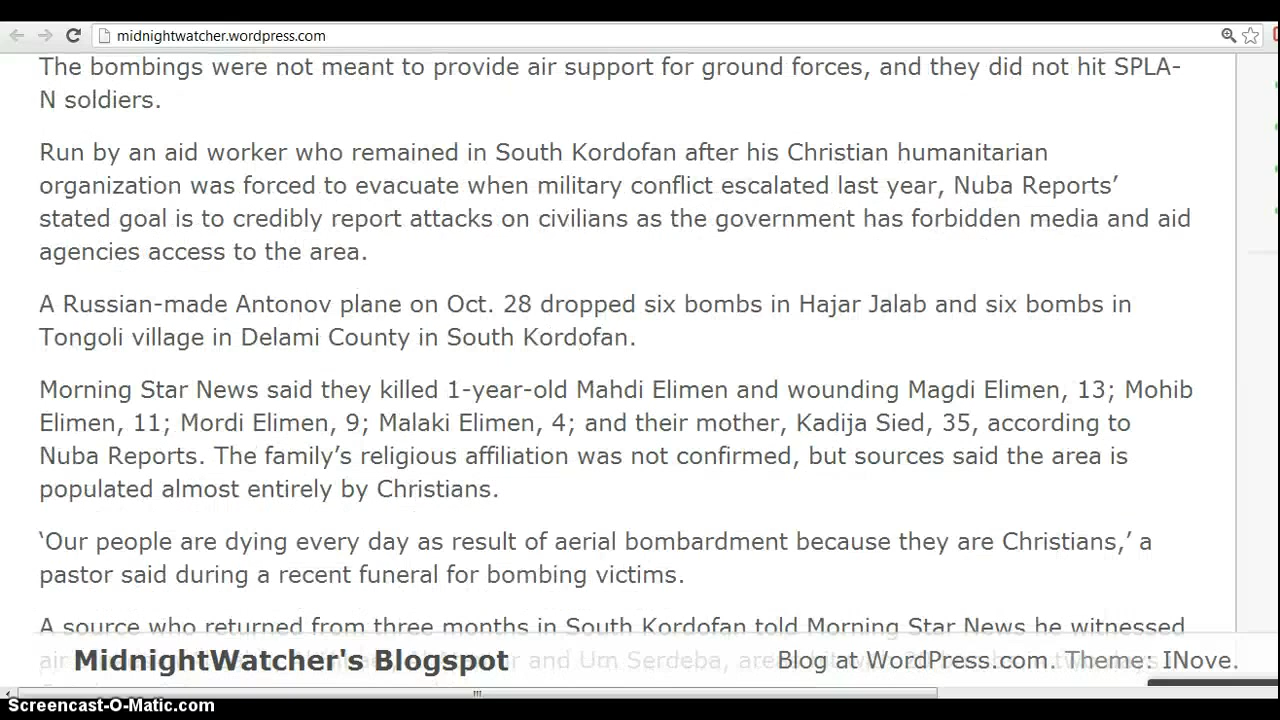 midnightwatcher.wordpress.com
The bombings were not meant to provide air support for ground forces, and they did not hit SPLA-
N soldiers.
Run by an aid worker who remained in South Kordofan after his Christian humanitarian
organization was forced to evacuate when military conflict escalated last year, Nuba Reports’
stated goal is to credibly report attacks on civilians as the government has forbidden media and aid
agencies access to the area.
A Russian-made Antonov plane on Oct. 28 dropped six bombs in Hajar Jalab and six bombs in
Tongoli village in Delami County in South Kordofan.
Morning Star News said they killed 1-year-old Mahdi Elimen and wounding Magdi Elimen, 13; Mohib
Elimen, 11; Mordi Elimen, 9; Malaki Elimen, 4; and their mother, Kadija Sied, 35, according to
Nuba Reports. The family’s religious affiliation was not confirmed, but sources said the area is
populated almost entirely by Christians.
‘Our people are dying every day as result of aerial bombardment because they are Christians,’ a
pastor said during a recent funeral for bombing victims.
A source who returned from three months in South Kordofan told Morning Star News he witnessed
air and Um Serdeba,
MidnightWatcher's Blogspot
Blog at WordPress.com. Theme: INove.
Screencast-O-Matic.com